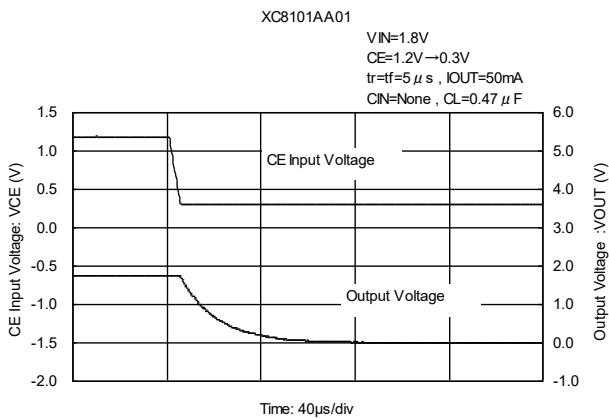 XC8101AA01
VIN=1.8V
CE=1.2V→0.3V
tr=tf=5μs , IOUT=50mA
CIN=None , CL=0.47μF
CE Input Voltage: VCE (V)
1.5
1.0
0.5
0.0
-0.5
-1.0
-1.5
-2.0
CE Input Voltage
Output Voltage
6.0
5.0
4.0
3.0
2.0
1.0
0.0
-1.0
Output Voltage :VOUT (V)
Time: 40μs/div